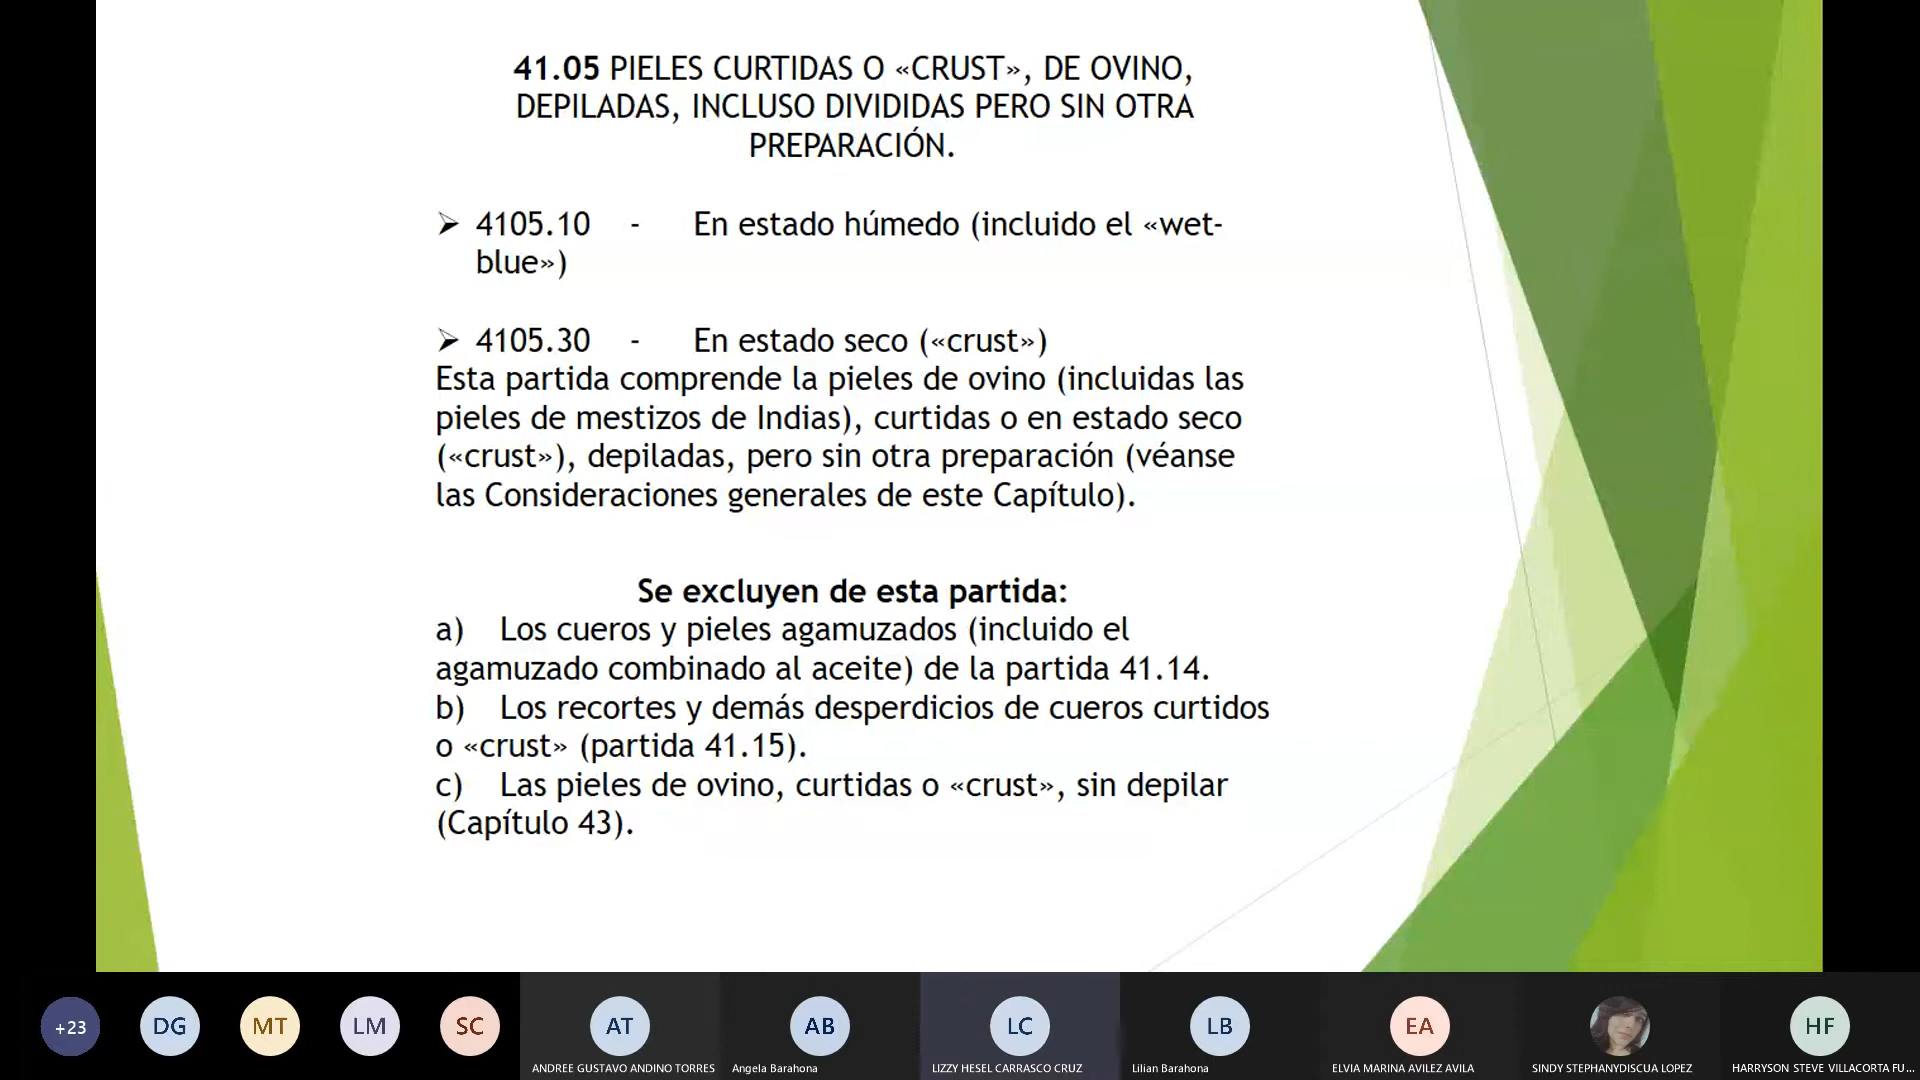 41.05 PIELES CURTIDAS O «CRUST», DE OVINO,
DEPILADAS, INCLUSO DIVIDIDAS PERO SIN OTRA
PREPARACIÓN.
➢ 4105.10 - En estado húmedo (incluido el «wet-
blue»)
➢ 4105.30 - En estado seco («crust»)
Esta partida comprende la pieles de ovino (incluidas las
pieles de mestizos de Indias), curtidas o en estado seco
(«crust»), depiladas, pero sin otra preparación (véanse
las Consideraciones generales de este Capítulo).
Se excluyen de esta partida:
a) Los cueros y pieles agamuzados (incluido el
agamuzado combinado al aceite) de la partida 41.14.
b) Los recortes y demás desperdicios de cueros curtidos
o «crust» (partida 41.15).
c) Las pieles de ovino, curtidas o «crust», sin depilar
(Capítulo 43).
+23 DG MT LM SC AT AB LC LB EA HF
ANDREE GUSTAVO ANDINO TORRES Angela Barahona LIZZY HESEL CARRASCO CRUZ Lilian Barahona ELVIA MARINA AVILEZ AVILA SINDY STEPHANYDISCUA LOPEZ HARRYSON STEVE VILLACORTA FU...